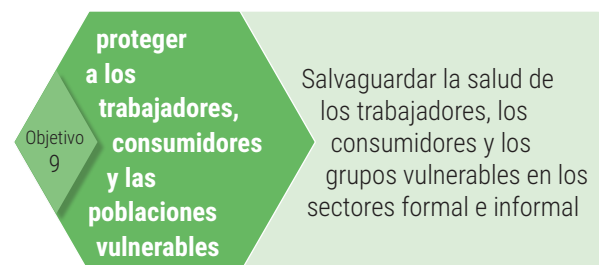 Objetivo
9
proteger
a los
trabajadores,
consumidores
y las
poblaciones
vulnerables
Salvaguardar la salud de
los trabajadores, los
consumidores y los
grupos vulnerables en los
sectores formal e informal